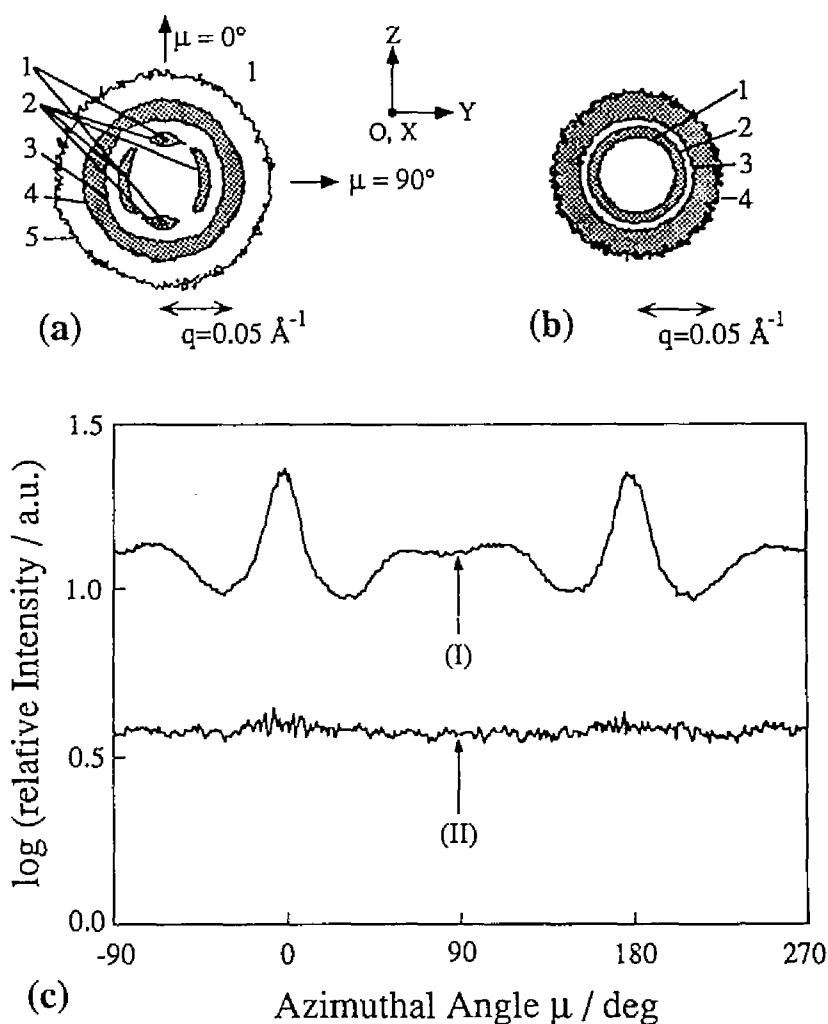 μ = 0°
1
1
2
3
4
5
μ = 90°
Z
Y
O, X
(a)
q=0.05 Å⁻¹
1
2
3
4
(b)
q=0.05 Å⁻¹
1.5
1.0
0.5
0.0
log (relative Intensity / a.u.)
(I)
(II)
-90
0
90
180
270
(c)
Azimuthal Angle μ / deg